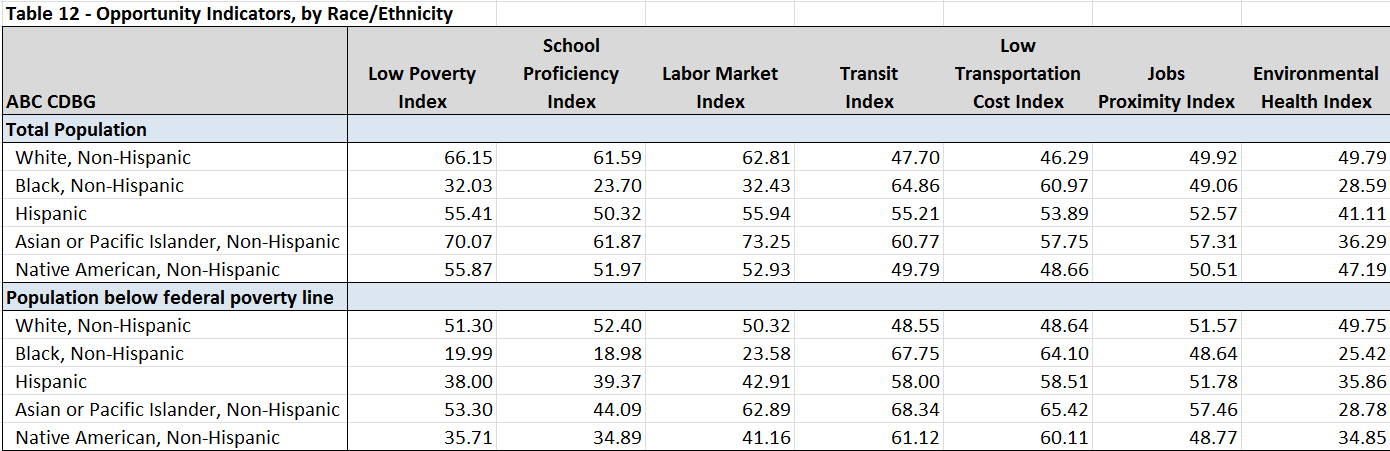 Table 12 - Opportunity Indicators, by Race/Ethnicity
School Low
Low Poverty Proficiency Labor Market Transit Transportation Jobs Environmental
ABC CDBG Index Index Index Index Cost Index Proximity Index Health Index
Total Population
White, Non-Hispanic 66.15 61.59 62.81 47.70 46.29 49.92 49.79
Black, Non-Hispanic 32.03 23.70 32.43 64.86 60.97 49.06 28.59
Hispanic 55.41 50.32 55.94 55.21 53.89 52.57 41.11
Asian or Pacific Islander, Non-Hispanic 70.07 61.87 73.25 60.77 57.75 57.31 36.29
Native American, Non-Hispanic 55.87 51.97 52.93 49.79 48.66 50.51 47.19
Population below federal poverty line
White, Non-Hispanic 51.30 52.40 50.32 48.55 48.64 51.57 49.75
Black, Non-Hispanic 19.99 18.98 23.58 67.75 64.10 48.64 25.42
Hispanic 38.00 39.37 42.91 58.00 58.51 51.78 35.86
Asian or Pacific Islander, Non-Hispanic 53.30 44.09 62.89 68.34 65.42 57.46 28.78
Native American, Non-Hispanic 35.71 34.89 41.16 61.12 60.11 48.77 34.85